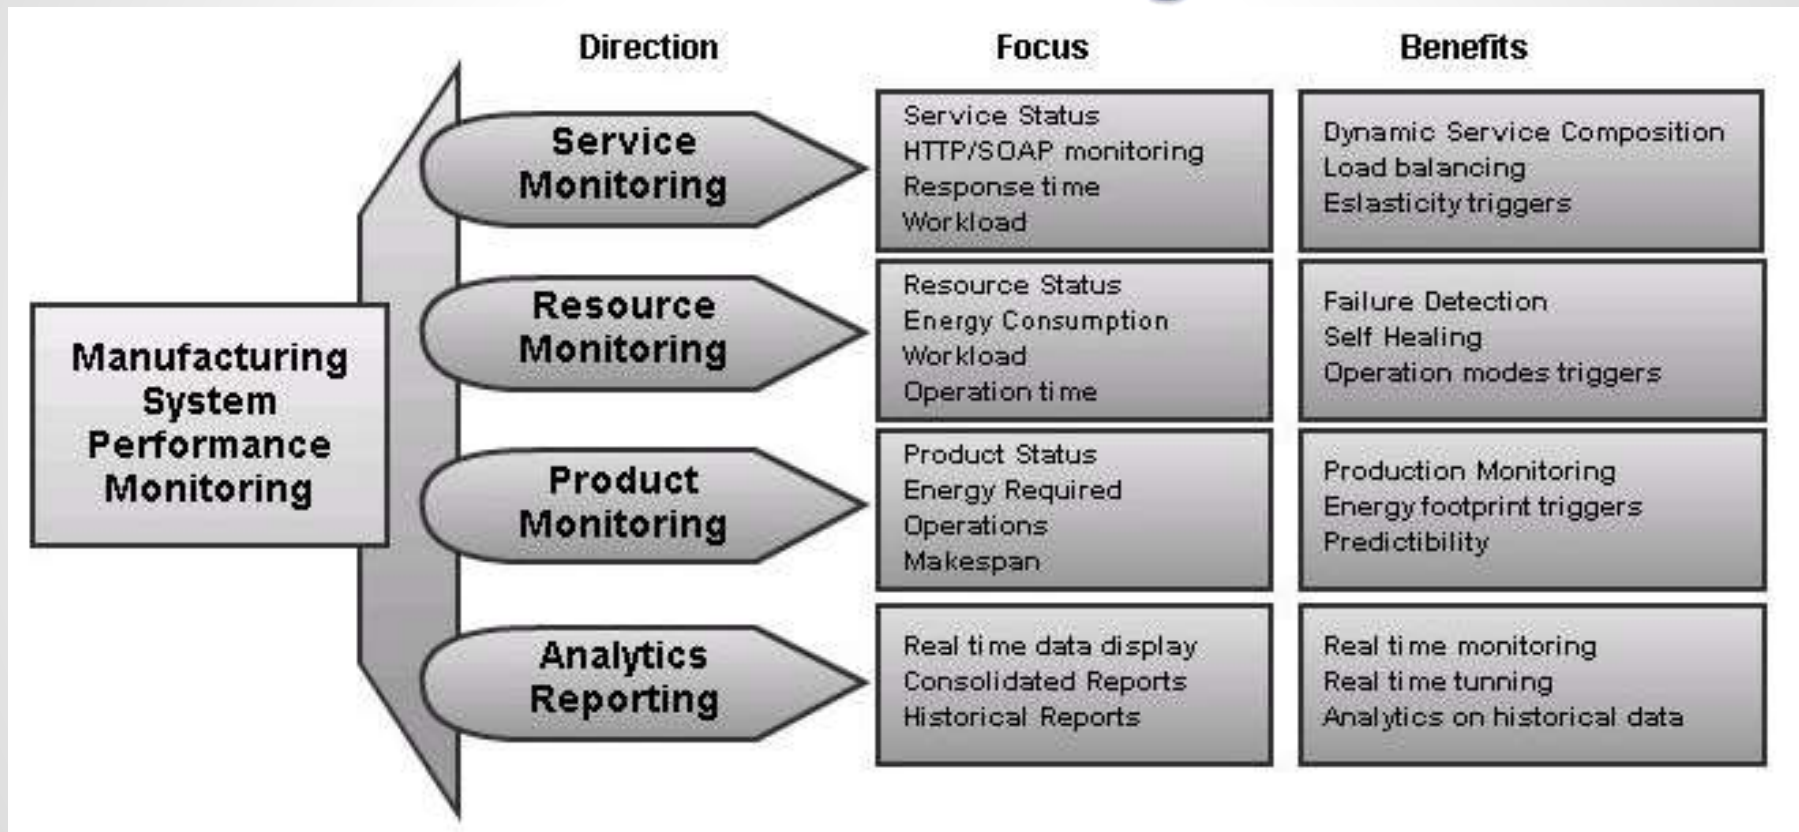 Direction
Focus
Benefits
Manufacturing
System
Performance
Monitoring
Service
Monitoring
Service Status
HTTP/SOAP monitoring
Response time
Workload
Dynamic Service Composition
Load balancing
Eslasticity triggers
Resource
Monitoring
Resource Status
Energy Consumption
Workload
Operation time
Failure Detection
Self Healing
Operation modes triggers
Product
Monitoring
Product Status
Energy Required
Operations
Makespan
Production Monitoring
Energy footprint triggers
Predictibility
Analytics
Reporting
Real time data display
Consolidated Reports
Historical Reports
Real time monitoring
Real time tunning
Analytics on historical data